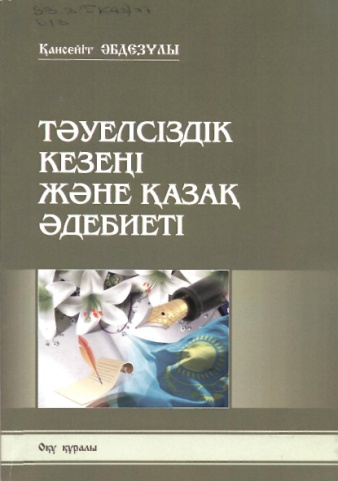 Қансейіт ӘБДЕЗҰЛЫ
ТӘУЕЛСІЗДІК
КЕЗЕҢІ
ЖӘНЕ ҚАЗАҚ
ӘДЕБИЕТІ
Оқу құралы